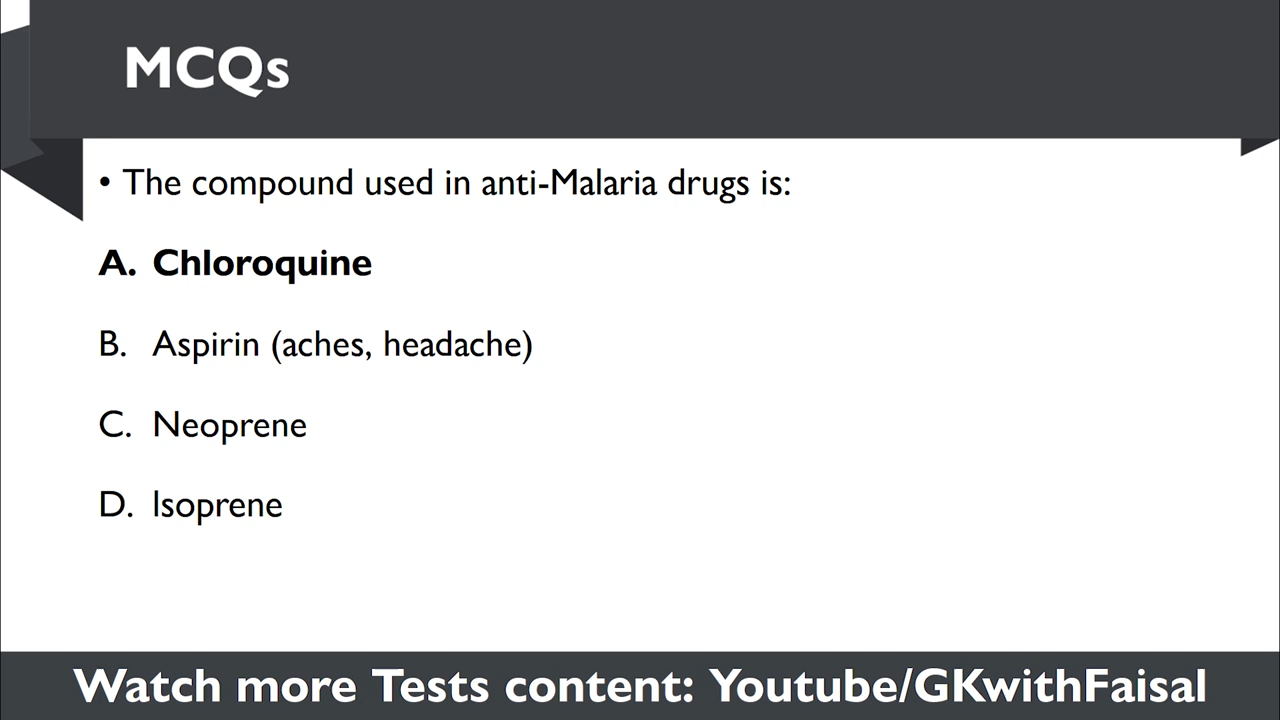 MCQs
• The compound used in anti-Malaria drugs is:
A. Chloroquine
B. Aspirin (aches, headache)
C. Neoprene
D. Isoprene
Watch more Tests content: Youtube/GKwithFaisal